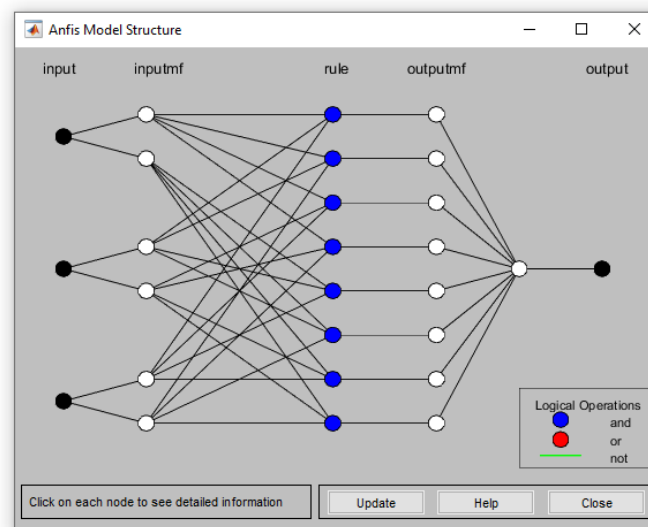 Anfis Model Structure
input inputmf rule outputmf output
Logical Operations
and
or
not
Click on each node to see detailed information
Update Help Close